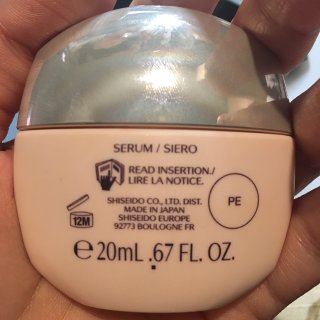 SERUM / SIERO
READ INSERTION./
LIRE LA NOTICE.
SHISEIDO CO., LTD. DIST.
MADE IN JAPAN
SHISEIDO EUROPE
92773 BOULOGNE FR
PE
12M
e 20mL .67 FL. OZ.